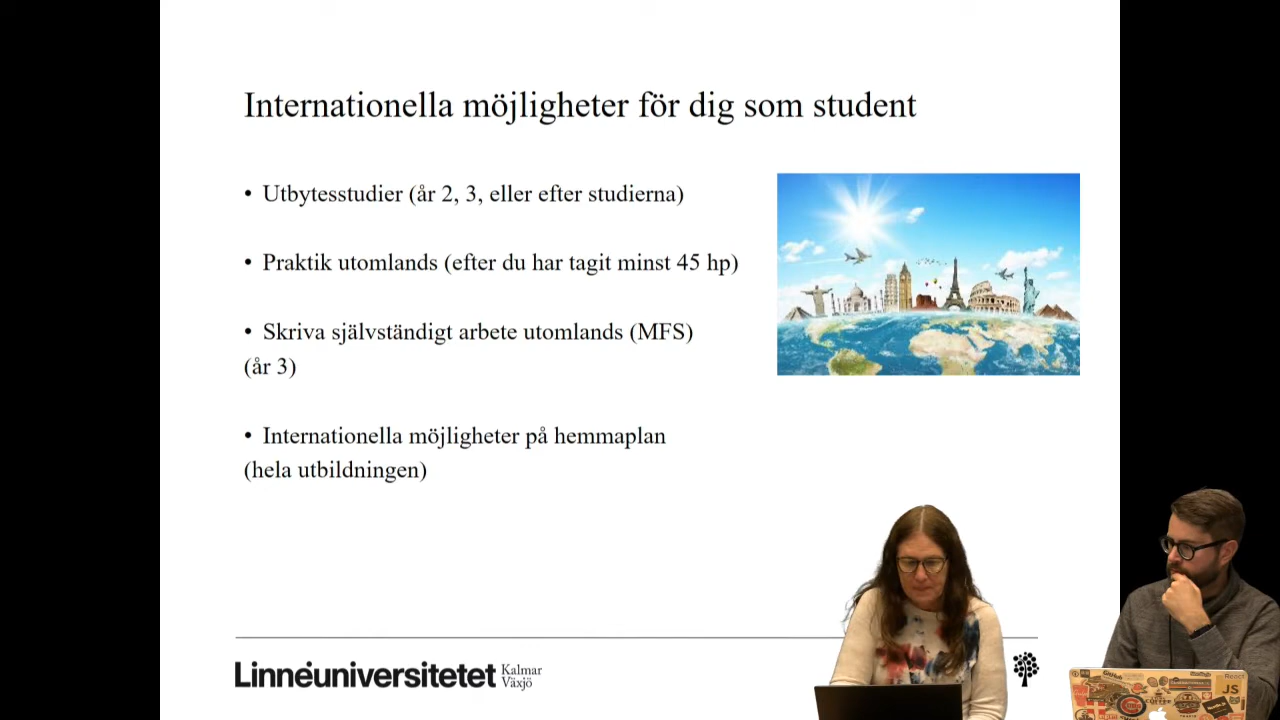 Internationella möjligheter för dig som student
• Utbytesstudier (år 2, 3, eller efter studierna)
• Praktik utomlands (efter du har tagit minst 45 hp)
• Skriva självständigt arbete utomlands (MFS)
(år 3)
• Internationella möjligheter på hemmaplan
(hela utbildningen)
Linnéuniversitetet
Kalmar
Växjö
React
JS